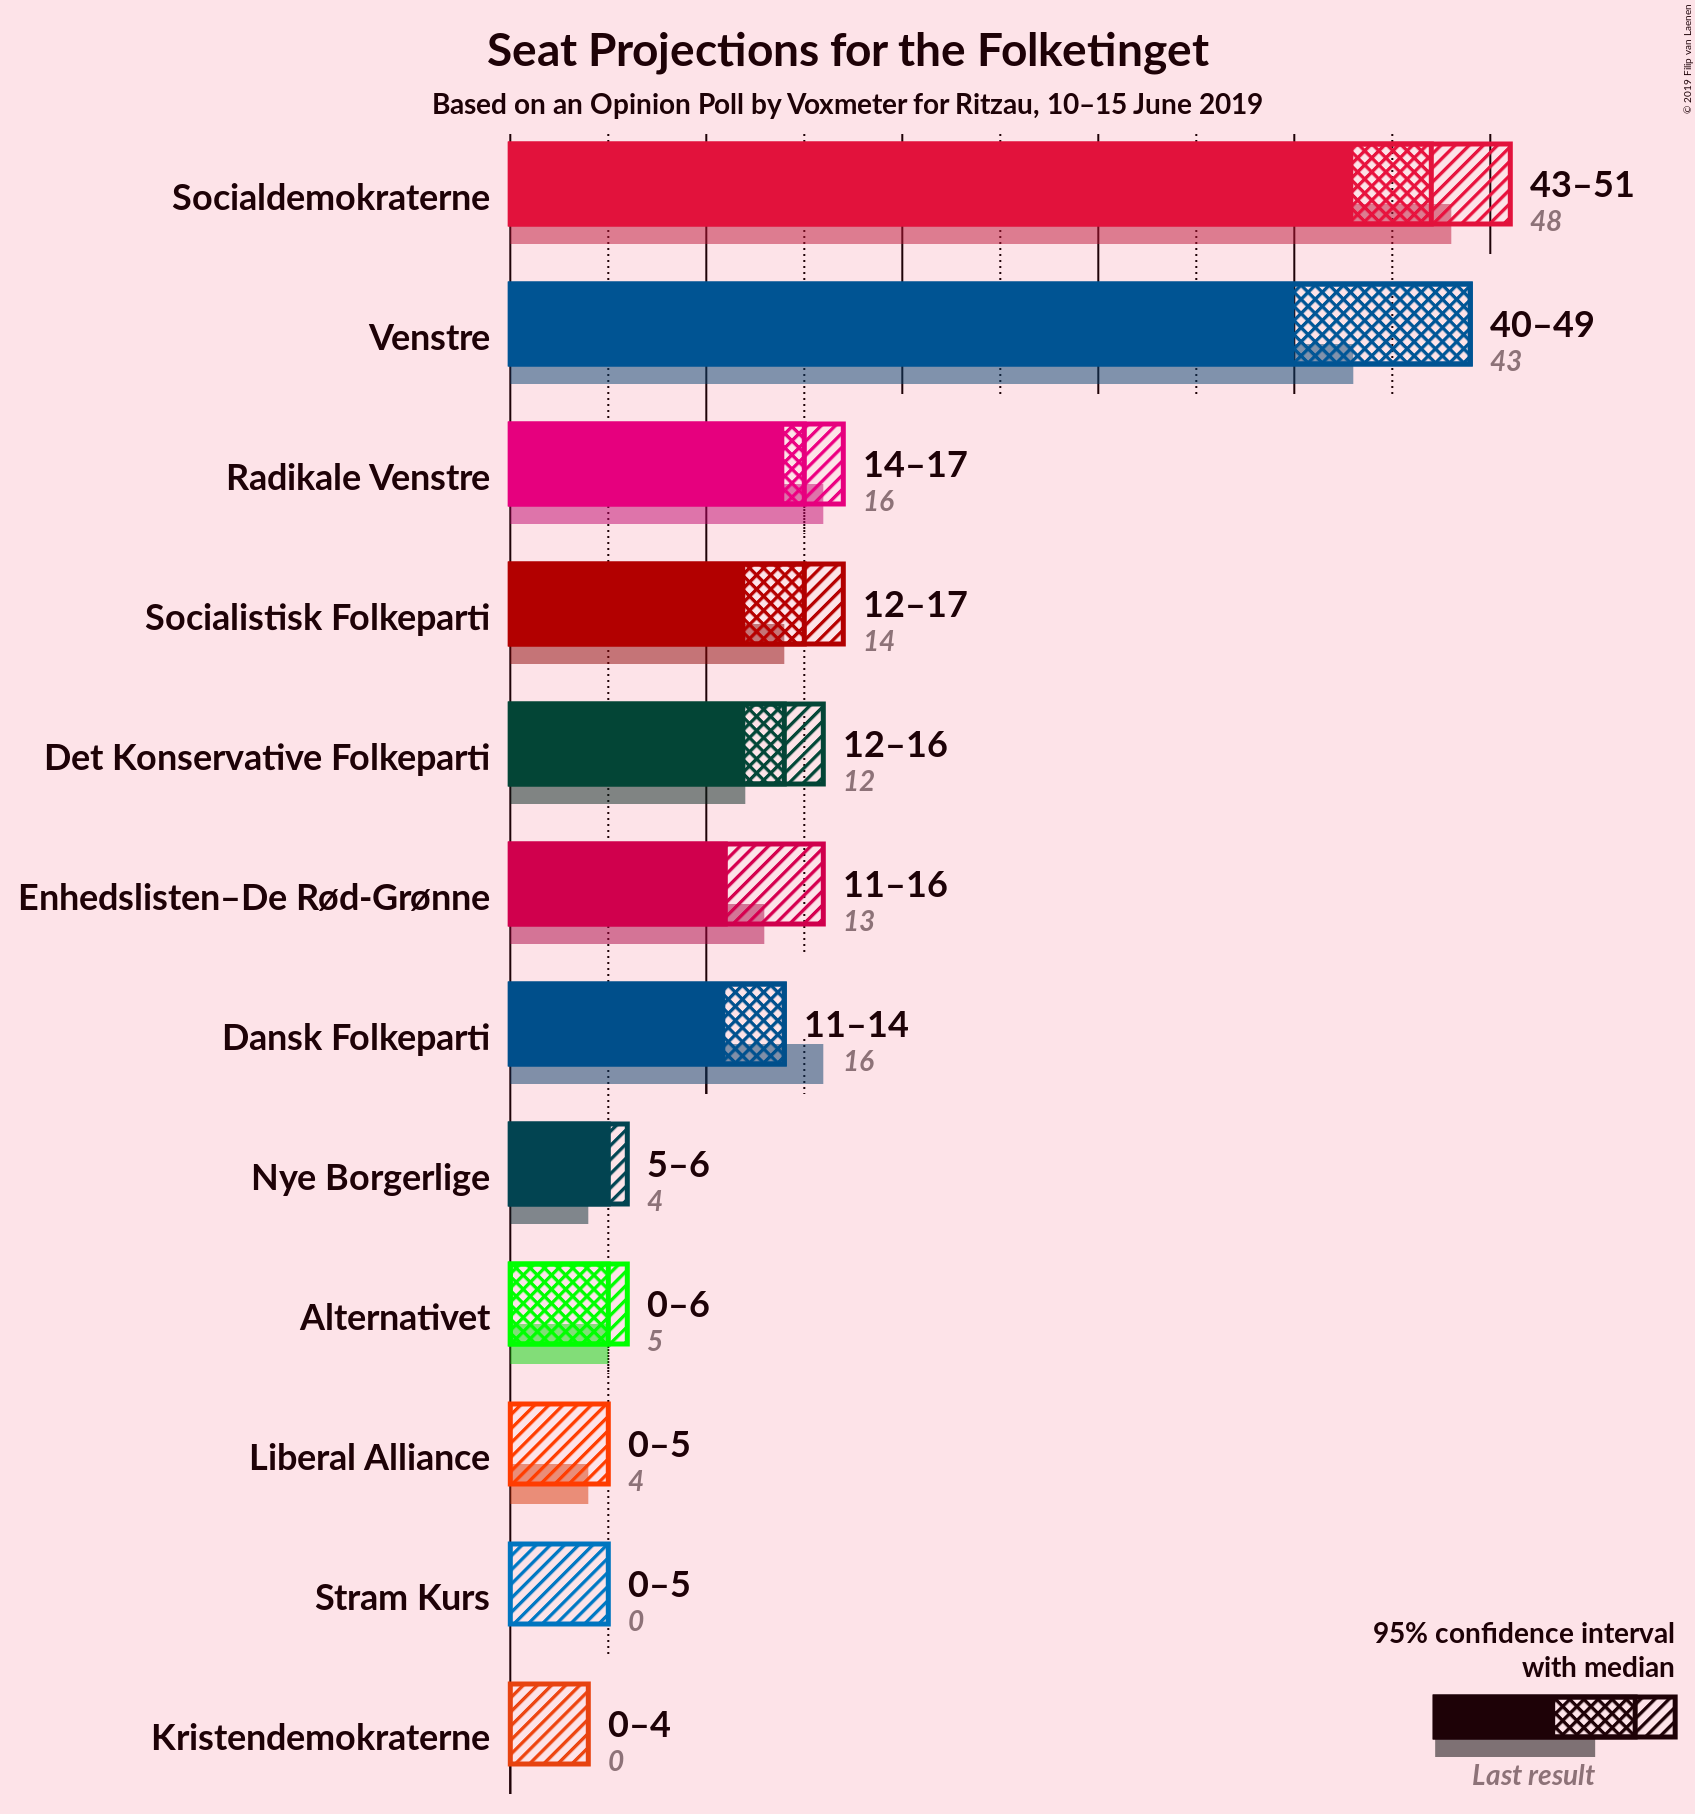 Seat Projections for the Folketinget
Based on an Opinion Poll by Voxmeter for Ritzau, 10–15 June 2019
© 2019 Filip van Laenen
Socialdemokraterne
43–51
48
Venstre
40–49
43
Radikale Venstre
14–17
16
Socialistisk Folkeparti
12–17
14
Det Konservative Folkeparti
12–16
12
Enhedslisten–De Rød-Grønne
11–16
13
Dansk Folkeparti
11–14
16
Nye Borgerlige
5–6
4
Alternativet
0–6
5
Liberal Alliance
0–5
4
Stram Kurs
0–5
0
Kristendemokraterne
0–4
0
95% confidence interval
with median
Last result